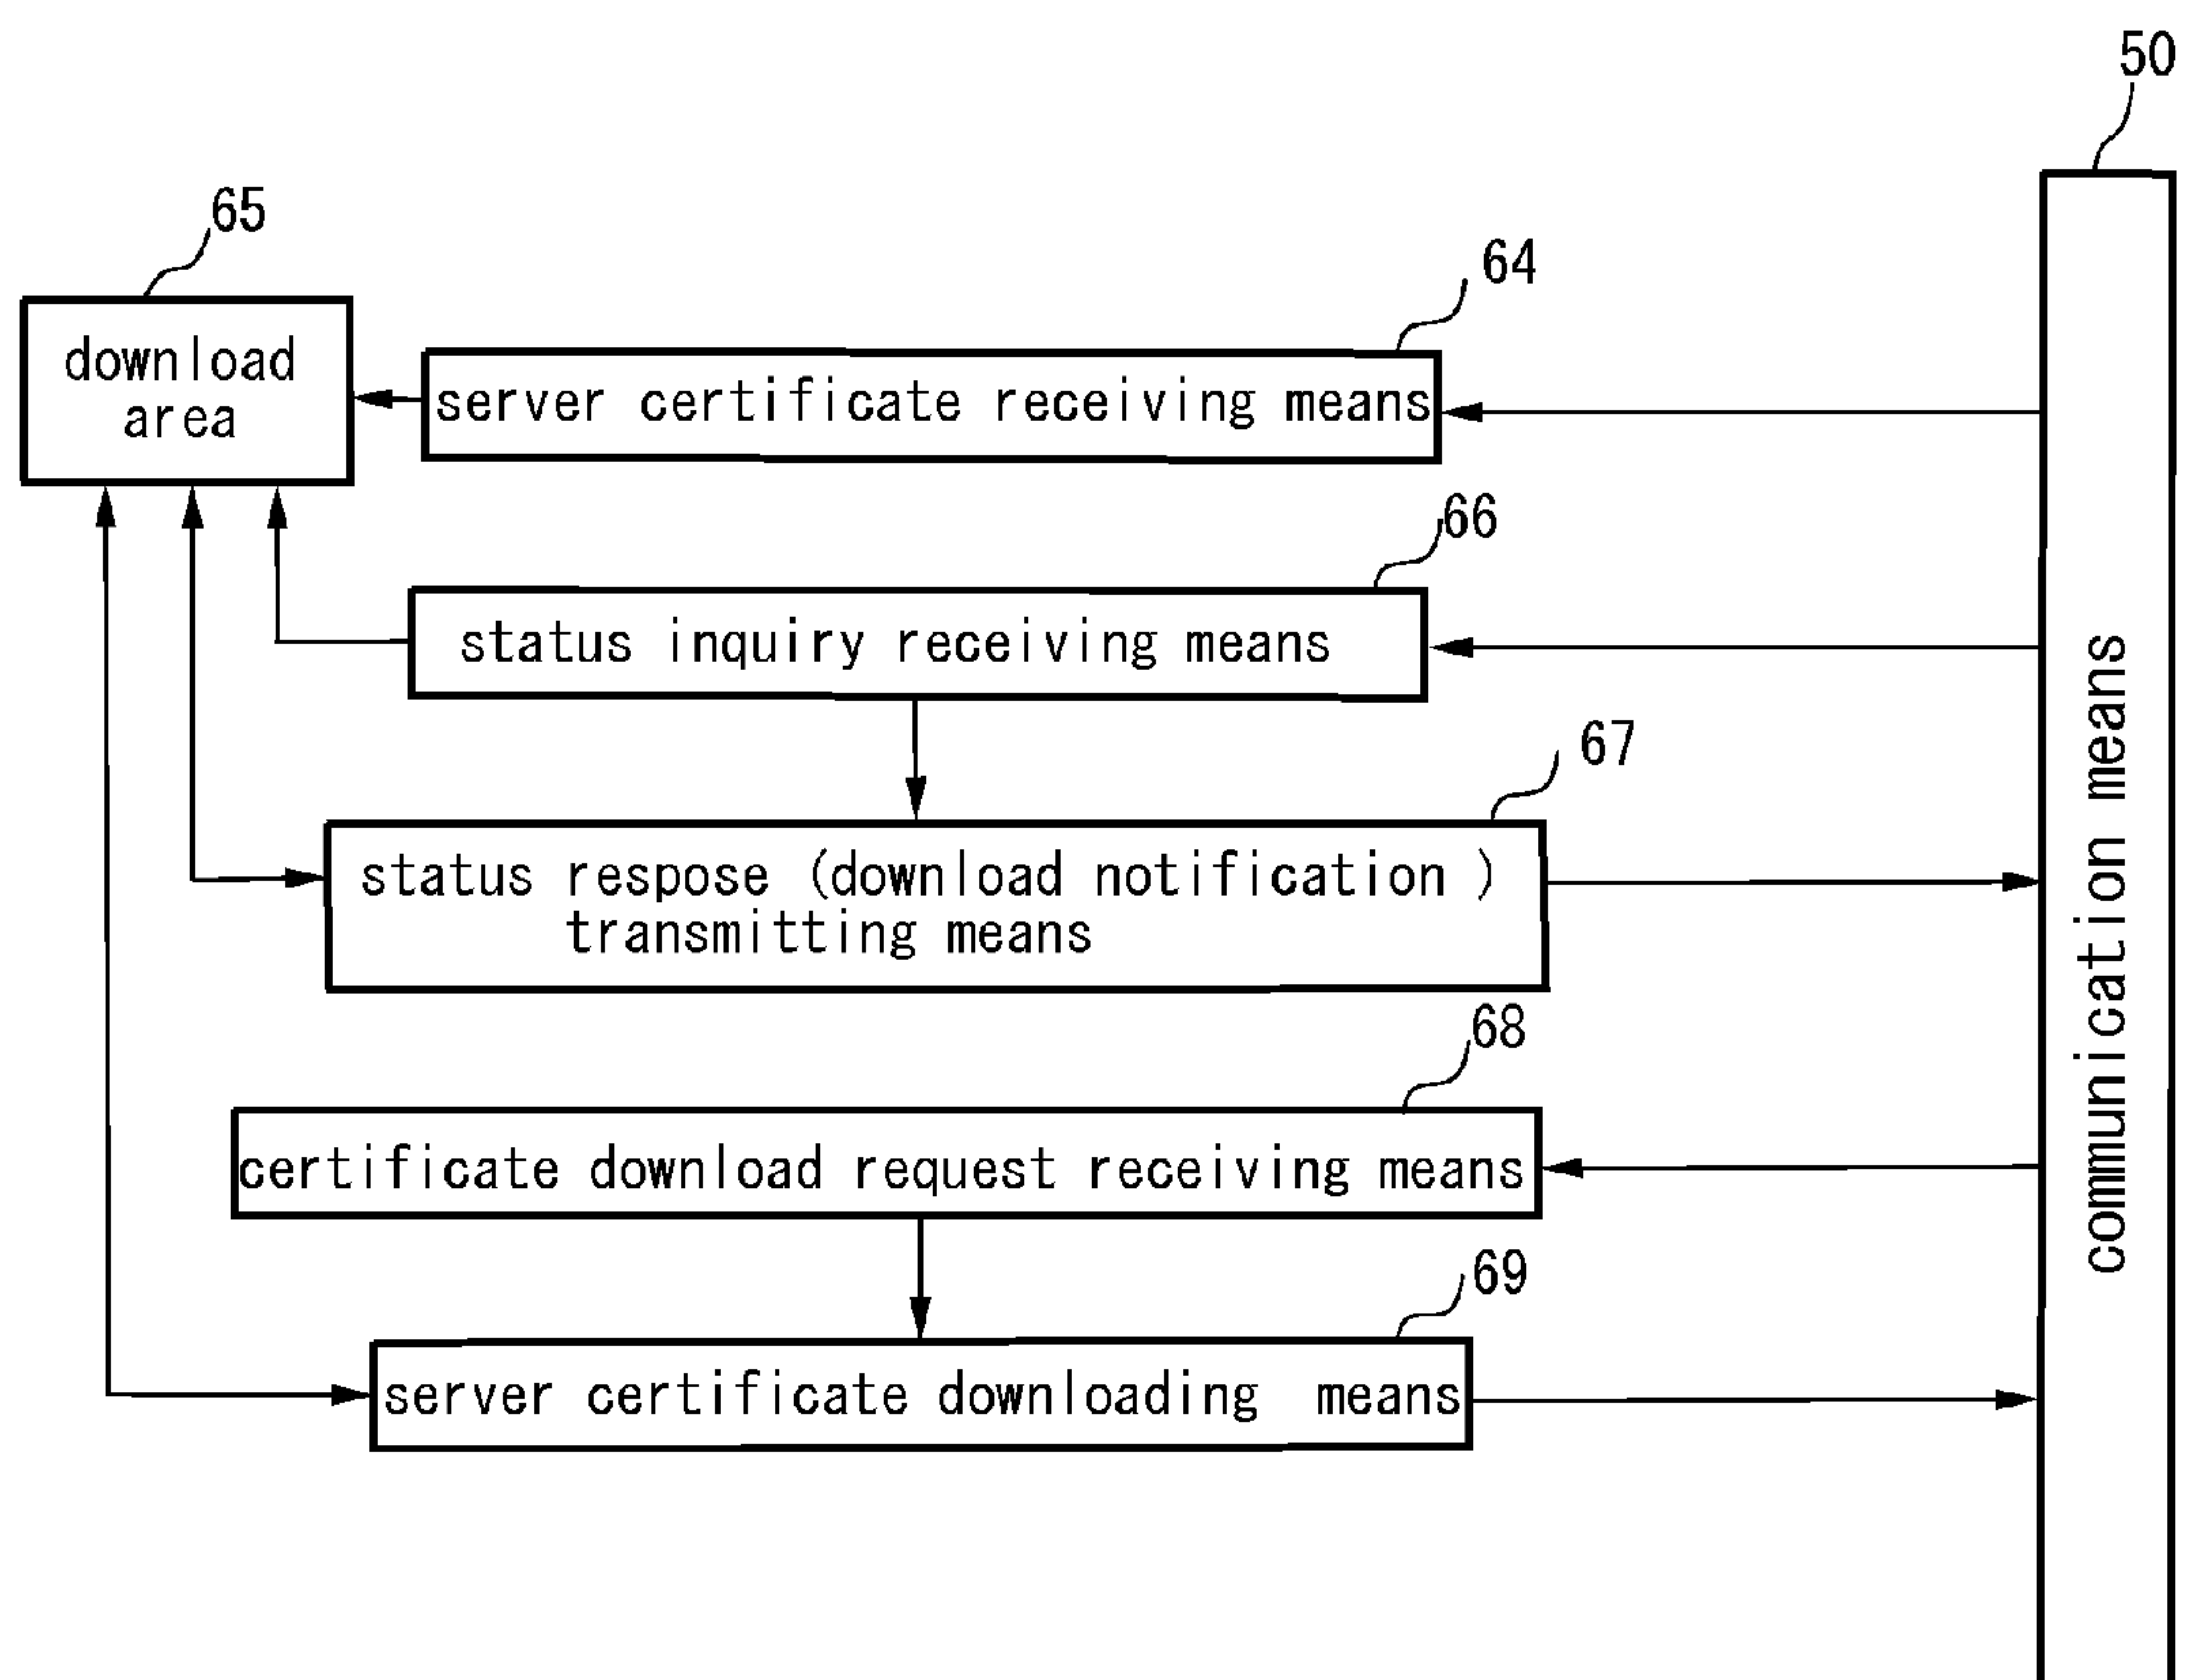 50
65
64
download
area
server certificate receiving means
66
status inquiry receiving means
67
status respose (download notification )
transmitting means
68
certificate download request receiving means
69
server certificate downloading means
communication means